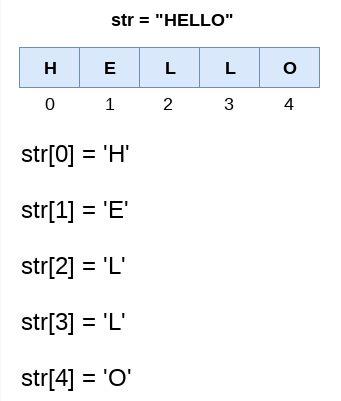 str = "HELLO"
H E L L O
0 1 2 3 4
str[0] = 'H'
str[1] = 'E'
str[2] = 'L'
str[3] = 'L'
str[4] = 'O'